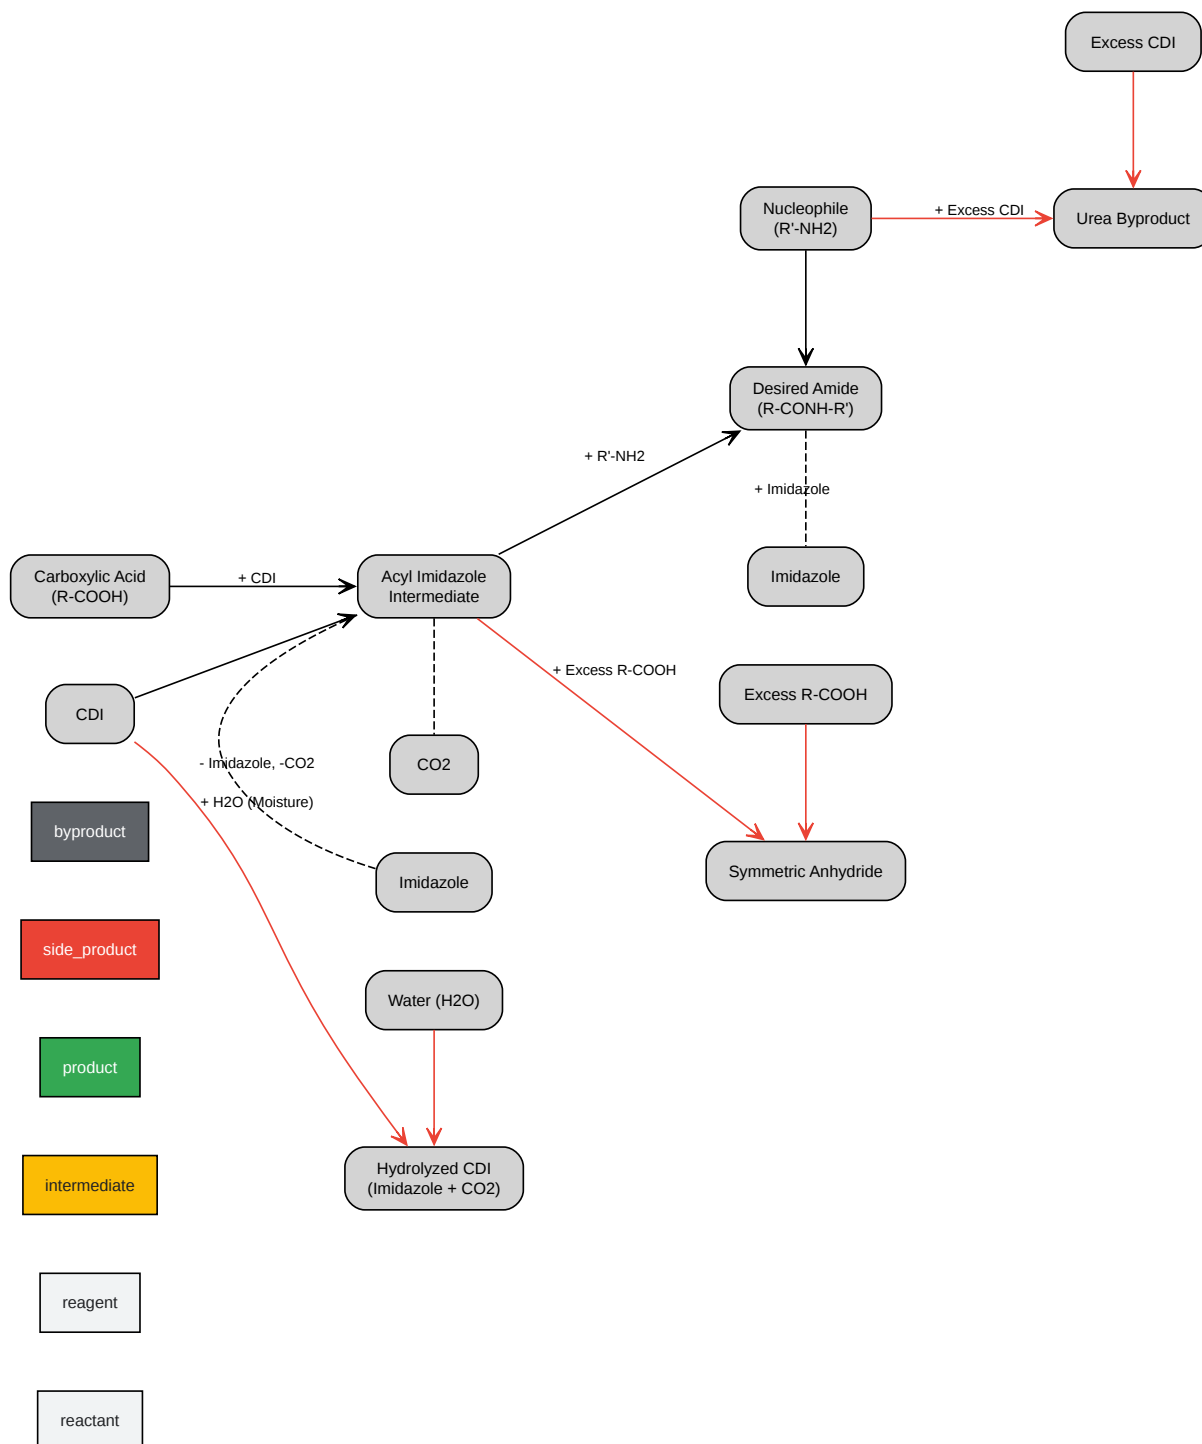 Excess CDI
Nucleophile
(R'-NH2)
+ Excess CDI
Urea Byproduct
Desired Amide
(R-CONH-R')
+ R'-NH2
+ Imidazole
Carboxylic Acid
(R-COOH)
+ CDI
Acyl Imidazole
Intermediate
Imidazole
+ Excess R-COOH
Excess R-COOH
CDI
CO2
- Imidazole, -CO2
+ H2O (Moisture)
byproduct
Symmetric Anhydride
Imidazole
side_product
Water (H2O)
product
Hydrolyzed CDI
(Imidazole + CO2)
intermediate
reagent
reactant